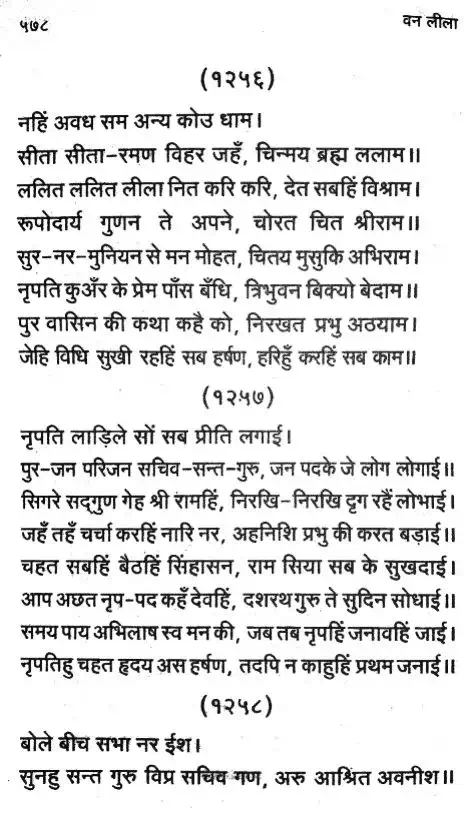 ५७८
वन लीला
(१२५६)
नहिं अवध सम अन्य कोउ धाम।
सीता सीता-रमण विहर जहँ, चिन्मय ब्रह्म ललाम॥
ललित ललित लीला नित करि करि, देत सबहिं विश्राम।
रूपोदार्य गुणन ते अपने, चोरत चित श्रीराम॥
सुर-नर-मुनियन से मन मोहत, चितय मुसुकि अभिराम।
नृपति कुअँर के प्रेम पाँस बँधि, त्रिभुवन बिक्यो बेदाम॥
पुर वासिन की कथा कहै को, निरखत प्रभु अठयाम।
जेहि विधि सुखी रहहिं सब हर्षण, हरिहुँ करहिं सब काम॥
(१२५७)
नृपति लाड़िले सों सब प्रीति लगाई।
पुर-जन परिजन सचिव-सन्त-गुरु, जन पदके जे लोग लोगाई॥
सिगरे सद्गुण गेह श्री रामहिं, निरखि-निरखि दृग रहैं लोभाई।
जहँ तहँ चर्चा करहिं नारि नर, अहनिशि प्रभु की करत बड़ाई॥
चहत सबहिं बैठहिं सिंहासन, राम सिया सब के सुखदाई।
आप अछत नृप-पद कहँ देवहिं, दशरथ गुरु ते सुदिन सोधाई॥
समय पाय अभिलाष स्व मन की, जब तब नृपहिं जनावहिं जाई।
नृपतिहु चहत हृदय अस हर्षण, तदपि न काहुहिं प्रथम जनाई॥
(१२५८)
बोले बीच सभा नर ईश।
सुनहु सन्त गुरु विप्र सचिव गण, अरु आश्रित अवनीश॥